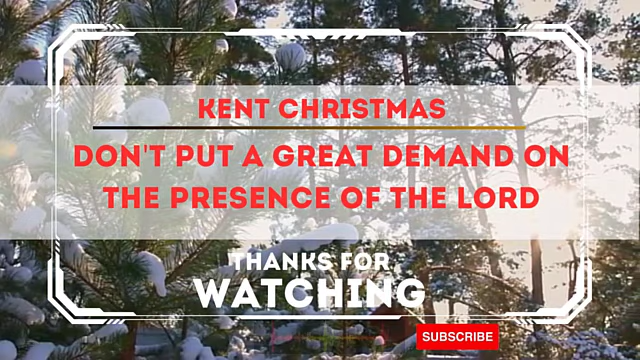 KENT CHRISTMAS
DON'T PUT A GREAT DEMAND ON
THE PRESENCE OF THE LORD
THANKS FOR
WATCHING
SUBSCRIBE